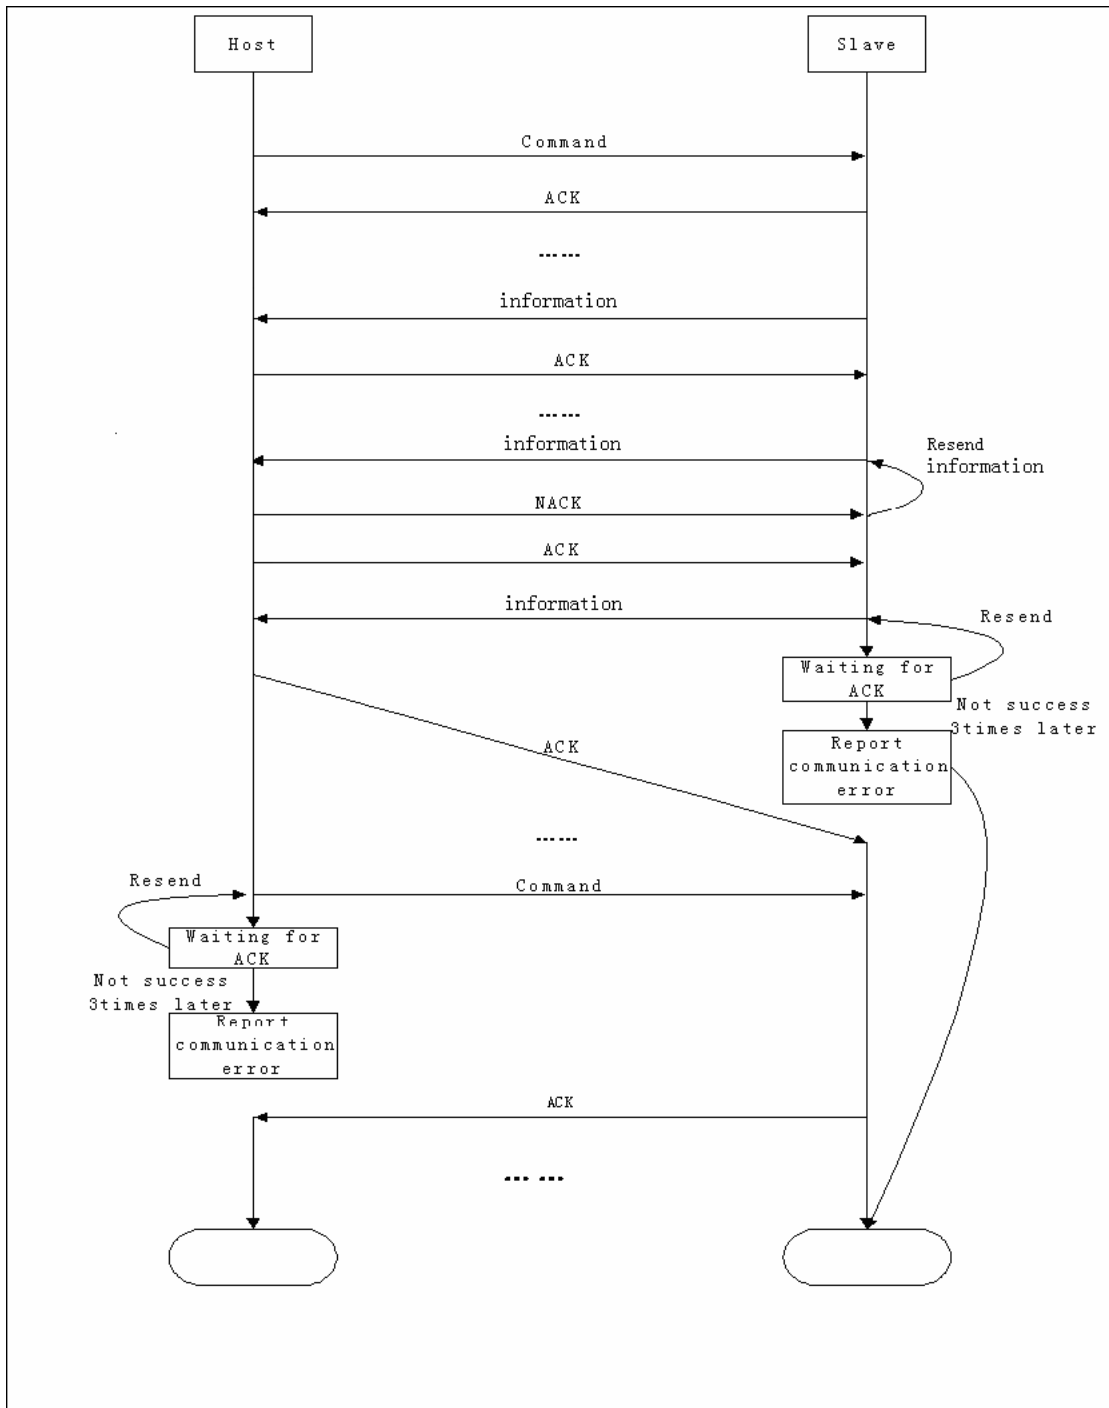 Host
Slave
Command
ACK
……
information
ACK
……
information
Resend
information
NACK
ACK
information
Resend
Waiting for
ACK
Not success
3times later
Report
communication
error
ACK
……
Resend
Command
Waiting for
ACK
Not success
3times later
Report
communication
error
ACK
… …